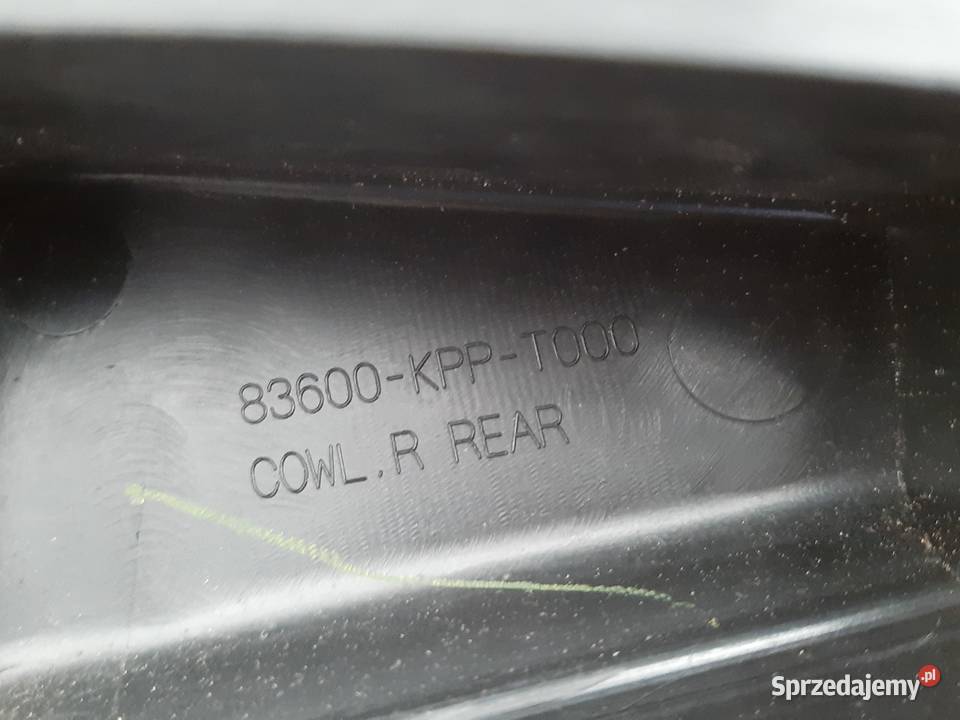 83600-KPP-T000
COWL.R REAR
Sprzedajemy.pl